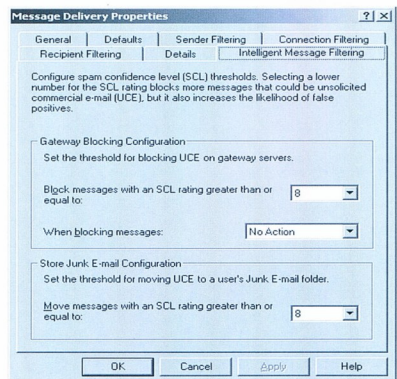 Message Delivery Properties
? X
General Defaults Sender Filtering Connection Filtering
Recipient Filtering Details Intelligent Message Filtering
Configure spam confidence level (SCL) thresholds. Selecting a lower
number for the SCL rating blocks more messages that could be unsolicited
commercial e-mail (UCE), but it also increases the likelihood of false
positives.
Gateway Blocking Configuration
Set the threshold for blocking UCE on gateway servers.
Block messages with an SCL rating greater than or
equal to:
8
When blocking messages: No Action
Store Junk E-mail Configuration
Set the threshold for moving UCE to a user's Junk E-mail folder.
Move messages with an SCL rating greater than or
equal to:
8
OK Cancel Apply Help